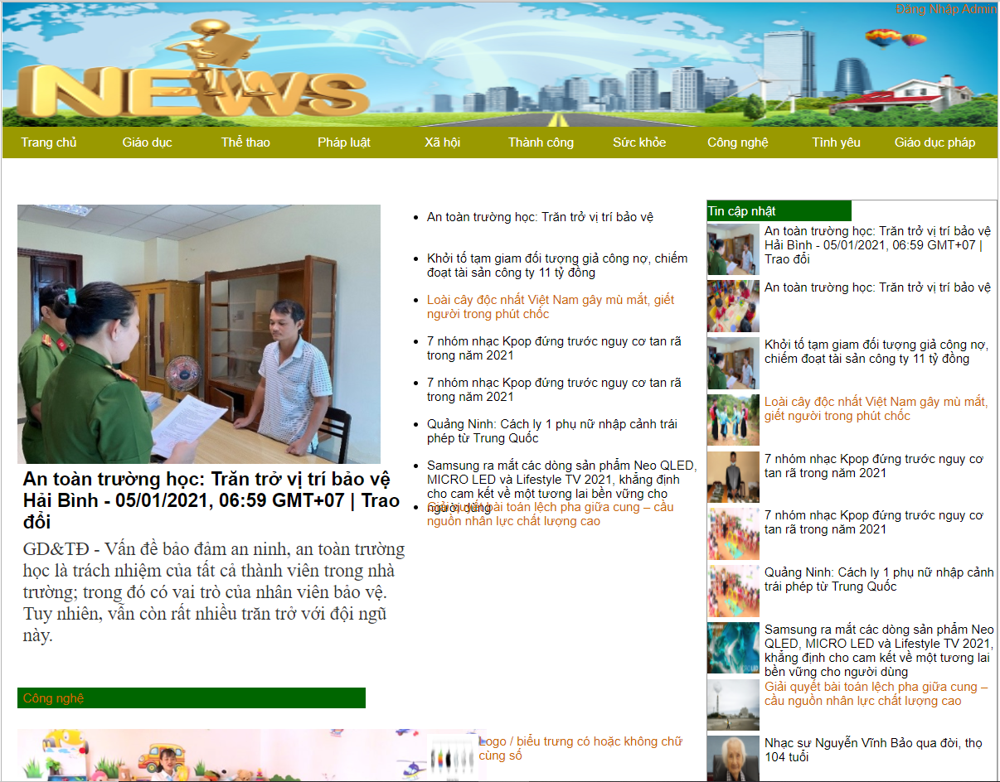 Đăng Nhập Admin
NEWS
Trang chủ Giáo dục Thể thao Pháp luật Xã hội Thành công Sức khỏe Công nghệ Tình yêu Giáo dục pháp
An toàn trường học: Trăn trở vị trí bảo vệ
Hải Bình - 05/01/2021, 06:59 GMT+07 | Trao
đổi
GD&TĐ - Vấn đề bảo đảm an ninh, an toàn trường
học là trách nhiệm của tất cả thành viên trong nhà
trường; trong đó có vai trò của nhân viên bảo vệ.
Tuy nhiên, vẫn còn rất nhiều trăn trở với đội ngũ
này.
An toàn trường học: Trăn trở vị trí bảo vệ
Khởi tố tạm giam đối tượng giả công nợ, chiếm
đoạt tài sản công ty 11 tỷ đồng
Loài cây độc nhất Việt Nam gây mù mắt, giết
người trong phút chốc
7 nhóm nhạc Kpop đứng trước nguy cơ tan rã
trong năm 2021
7 nhóm nhạc Kpop đứng trước nguy cơ tan rã
trong năm 2021
Quảng Ninh: Cách ly 1 phụ nữ nhập cảnh trái
phép từ Trung Quốc
Samsung ra mắt các dòng sản phẩm Neo QLED,
MICRO LED và Lifestyle TV 2021, khẳng định
cho cam kết về một tương lai bền vững cho
người dùng
Giải quyết bài toán lệch pha giữa cung – cầu
nguồn nhân lực chất lượng cao
Tin cập nhật
An toàn trường học: Trăn trở vị trí bảo vệ
Hải Bình - 05/01/2021, 06:59 GMT+07 |
Trao đổi
An toàn trường học: Trăn trở vị trí bảo vệ
Khởi tố tạm giam đối tượng giả công nợ,
chiếm đoạt tài sản công ty 11 tỷ đồng
Loài cây độc nhất Việt Nam gây mù mắt,
giết người trong phút chốc
7 nhóm nhạc Kpop đứng trước nguy cơ
tan rã trong năm 2021
7 nhóm nhạc Kpop đứng trước nguy cơ
tan rã trong năm 2021
Quảng Ninh: Cách ly 1 phụ nữ nhập cảnh
trái phép từ Trung Quốc
Samsung ra mắt các dòng sản phẩm Neo
QLED, MICRO LED và Lifestyle TV 2021,
khẳng định cho cam kết về một tương lai
bền vững cho người dùng
Giải quyết bài toán lệch pha giữa cung –
cầu nguồn nhân lực chất lượng cao
Nhạc sư Nguyễn Vĩnh Bảo qua đời, thọ
104 tuổi
Công nghệ
Logo / biểu trưng có hoặc không chữ
cùng số